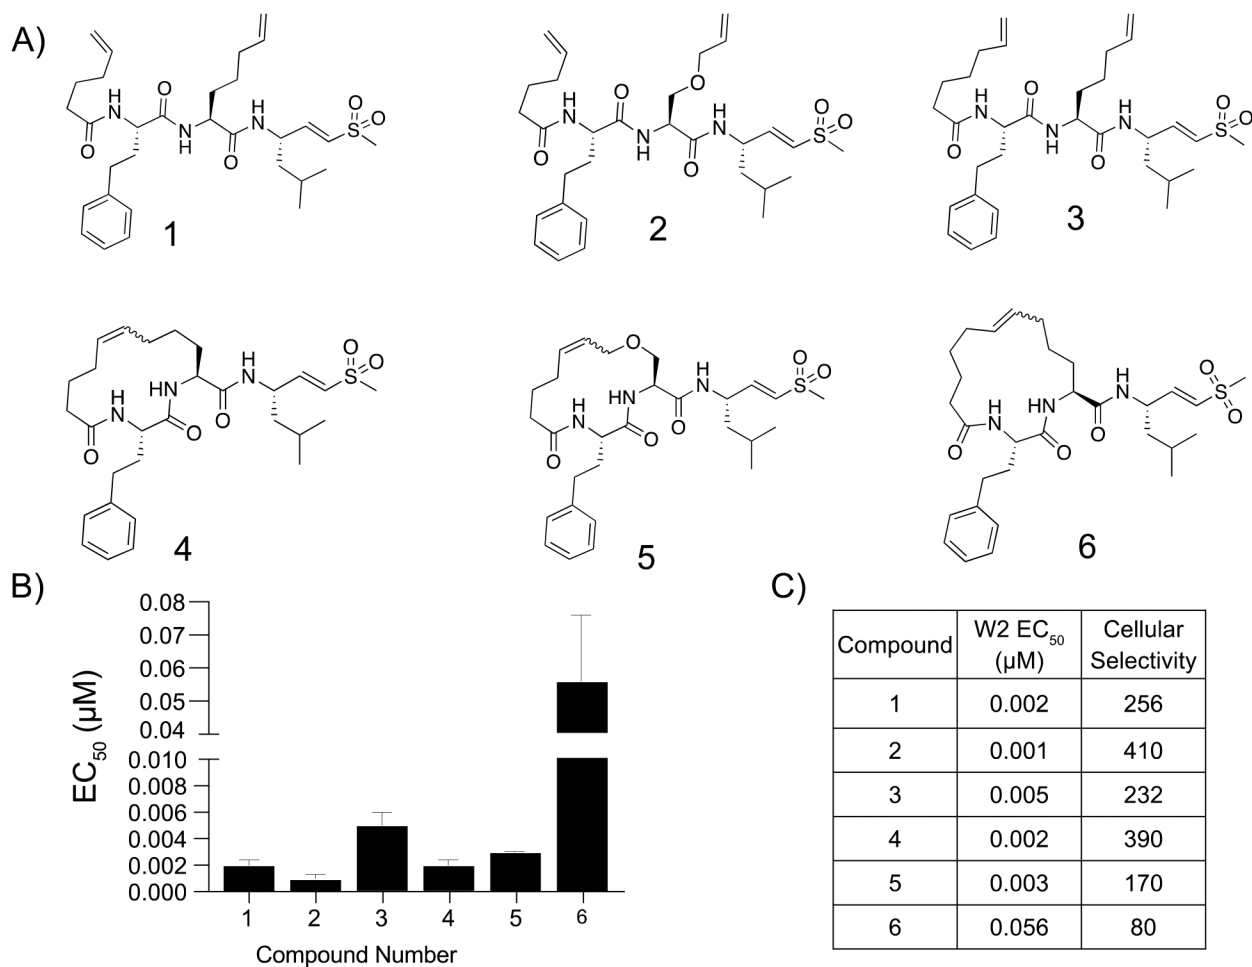 A)
H
N
O
N
H
O
H
N
O
O
S
O
1
H
N
O
N
H
O
O
H
N
O
O
S
O
2
H
N
O
N
H
O
H
N
O
O
S
O
3
H
N
O
HN
O
H
N
O
O
S
O
4
H
N
O
HN
O
O
H
N
O
O
S
O
5
H
N
O
HN
O
H
N
O
O
S
O
6
B)
EC50 (µM)
0.08
0.07
0.06
0.05
0.04
0.010
0.008
0.006
0.004
0.002
0.000
1 2 3 4 5 6
Compound Number
C)
Compound W2 EC50 (µM) Cellular Selectivity
1 0.002 256
2 0.001 410
3 0.005 232
4 0.002 390
5 0.003 170
6 0.056 80